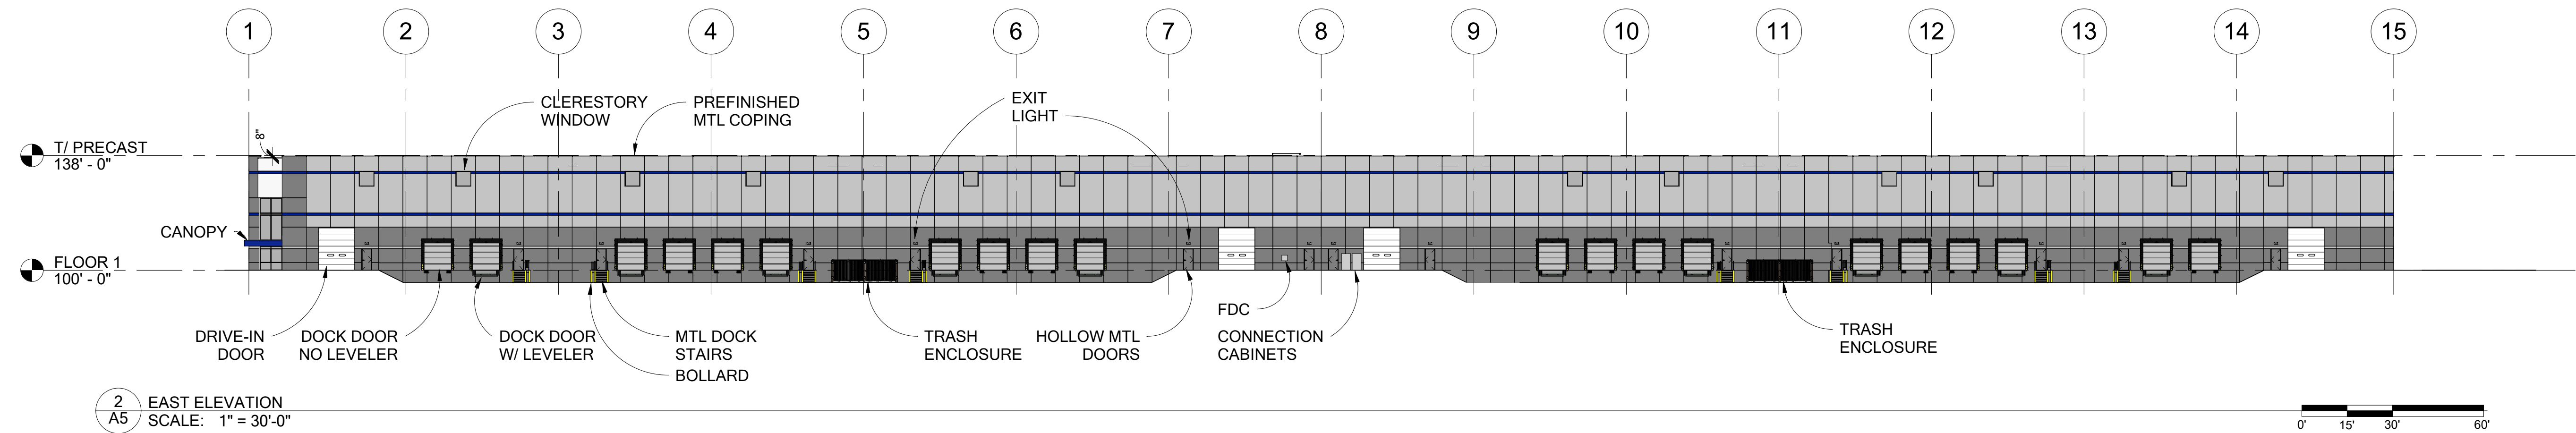 1 2 3 4 5 6 7 8 9 10 11 12 13 14 15
CLERESTORY
WINDOW
PREFINISHED
MTL COPING
EXIT
LIGHT
8"
T/ PRECAST
138' - 0"
CANOPY
FLOOR 1
100' - 0"
DRIVE-IN
DOOR
DOCK DOOR
NO LEVELER
DOCK DOOR
W/ LEVELER
MTL DOCK
STAIRS
BOLLARD
TRASH
ENCLOSURE
HOLLOW MTL
DOORS
FDC
CONNECTION
CABINETS
TRASH
ENCLOSURE
2
A5
EAST ELEVATION
SCALE: 1" = 30'-0"
0' 15' 30' 60'